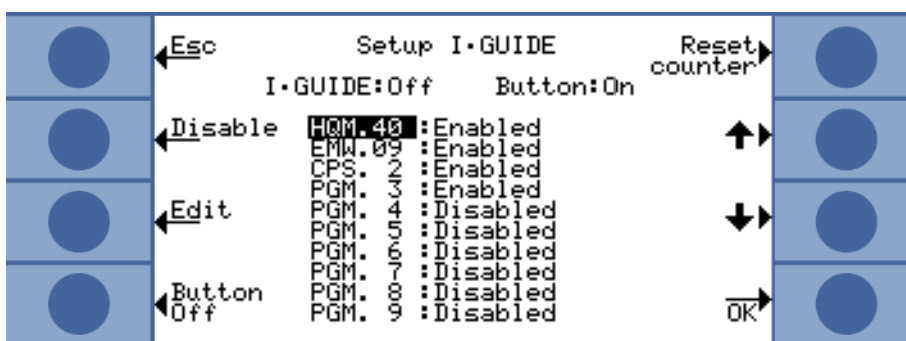 Esc Setup I·GUIDE Reset counter
I·GUIDE:Off Button:On
Disable HQM.40 :Enabled
EMW.09 :Enabled
CPS. 2 :Enabled
PGM. 3 :Enabled
Edit PGM. 4 :Disabled
PGM. 5 :Disabled
PGM. 6 :Disabled
PGM. 7 :Disabled
Button Off PGM. 8 :Disabled
PGM. 9 :Disabled
OK